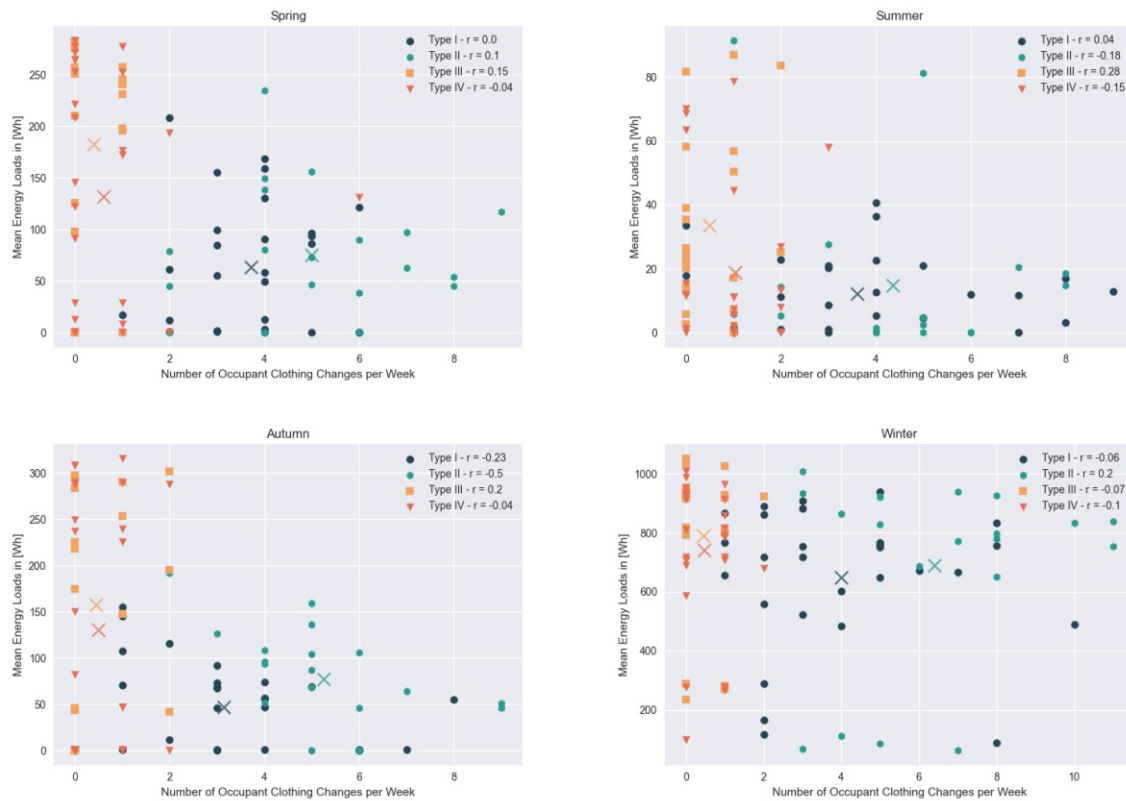 Spring
Mean Energy Loads in [Wh]
250
200
150
100
50
0
Type I - r = 0.0
Type II - r = 0.1
Type III - r = 0.15
Type IV - r = -0.04
0 2 4 6 8
Number of Occupant Clothing Changes per Week
Summer
Mean Energy Loads in [Wh]
80
60
40
20
0
Type I - r = 0.04
Type II - r = -0.18
Type III - r = 0.28
Type IV - r = -0.15
0 2 4 6 8
Number of Occupant Clothing Changes per Week
Autumn
Mean Energy Loads in [Wh]
300
250
200
150
100
50
0
Type I - r = -0.23
Type II - r = -0.5
Type III - r = 0.2
Type IV - r = -0.04
0 2 4 6 8
Number of Occupant Clothing Changes per Week
Winter
Mean Energy Loads in [Wh]
1000
800
600
400
200
Type I - r = -0.06
Type II - r = 0.2
Type III - r = -0.07
Type IV - r = -0.1
0 2 4 6 8 10
Number of Occupant Clothing Changes per Week